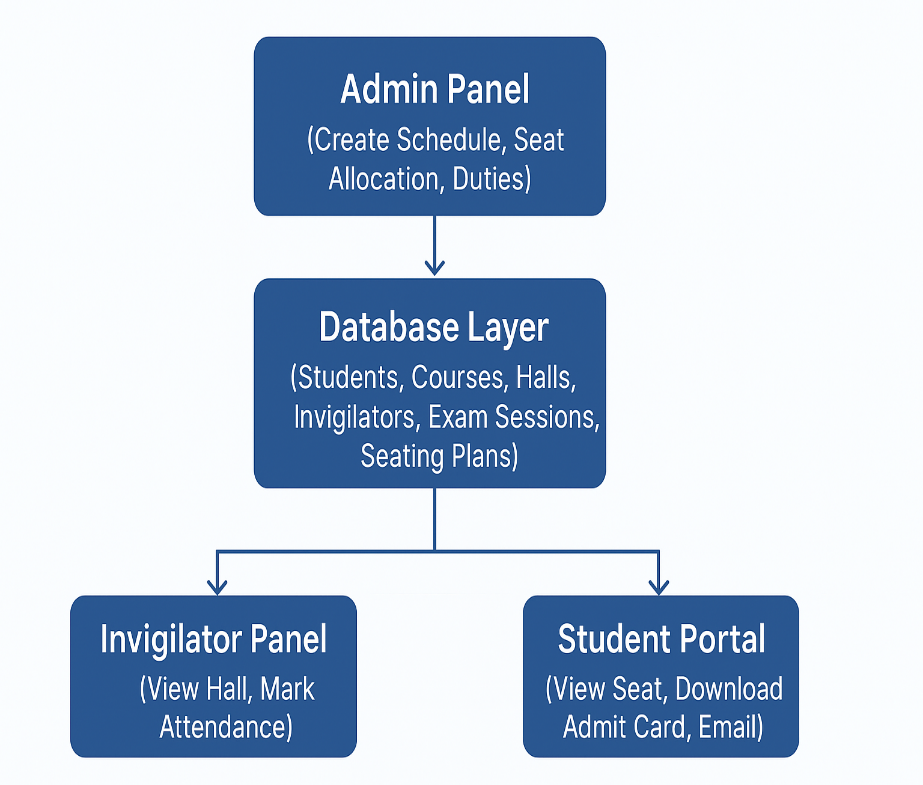 Admin Panel
(Create Schedule, Seat
Allocation, Duties)
Database Layer
(Students, Courses, Halls,
Invigilators, Exam Sessions,
Seating Plans)
Invigilator Panel
(View Hall, Mark
Attendance)
Student Portal
(View Seat, Download
Admit Card, Email)